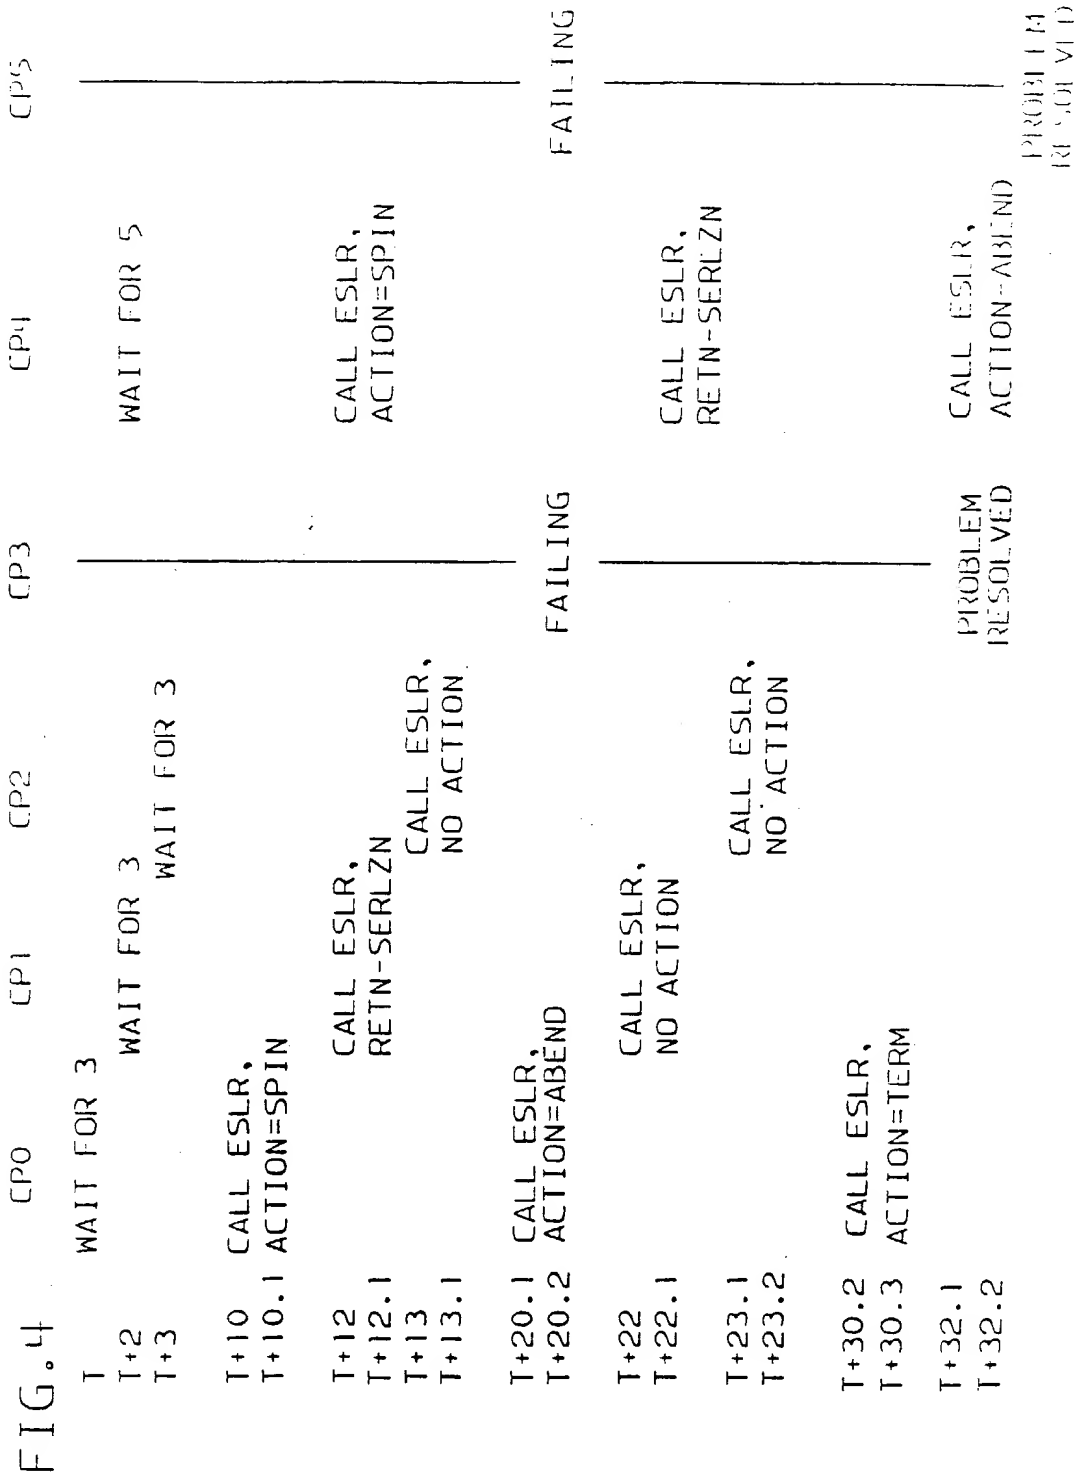 FIG.4 CP0 CP1 CP2 CP3 CP4 CP5
T WAIT FOR 3
T+2 WAIT FOR 3 WAIT FOR 5
T+3 WAIT FOR 3
T+10 CALL ESLR,
T+10.1 ACTION=SPIN
T+12 CALL ESLR, CALL ESLR,
T+12.1 RETN-SERLZN ACTION=SPIN
T+13 CALL ESLR,
T+13.1 NO ACTION
T+20.1 CALL ESLR,
T+20.2 ACTION=ABEND FAILING FAILING
T+22 CALL ESLR,
T+22.1 NO ACTION CALL ESLR,
RETN-SERLZN
T+23.1 CALL ESLR,
T+23.2 NO ACTION
T+30.2 CALL ESLR,
T+30.3 ACTION=TERM
T+32.1 PROBLEM CALL ESLR,
T+32.2 RESOLVED ACTION-ABEND
PROBLEM
RESOLVED